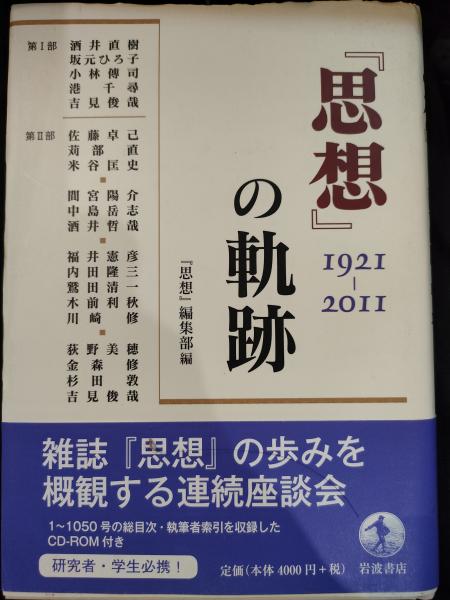 『思想』の軌跡
1921-2011
『思想』編集部編
第Ⅰ部
酒井直樹
坂元ひろ子
小林傳司
港千尋
吉見俊哉
第Ⅱ部
佐藤卓己
苅部直
米谷匡史
間宮陽介
中島岳志
酒井哲哉
福井憲彦
内田隆三
鷲田清一
木前利秋
川崎修
荻野美穂
金森修
杉田敦
吉見俊哉
雑誌『思想』の歩みを
概観する連続座談会
1〜1050号の総目次・執筆者索引を収録した
CD-ROM付き
研究者・学生必携！
定価(本体4000円+税)
岩波書店